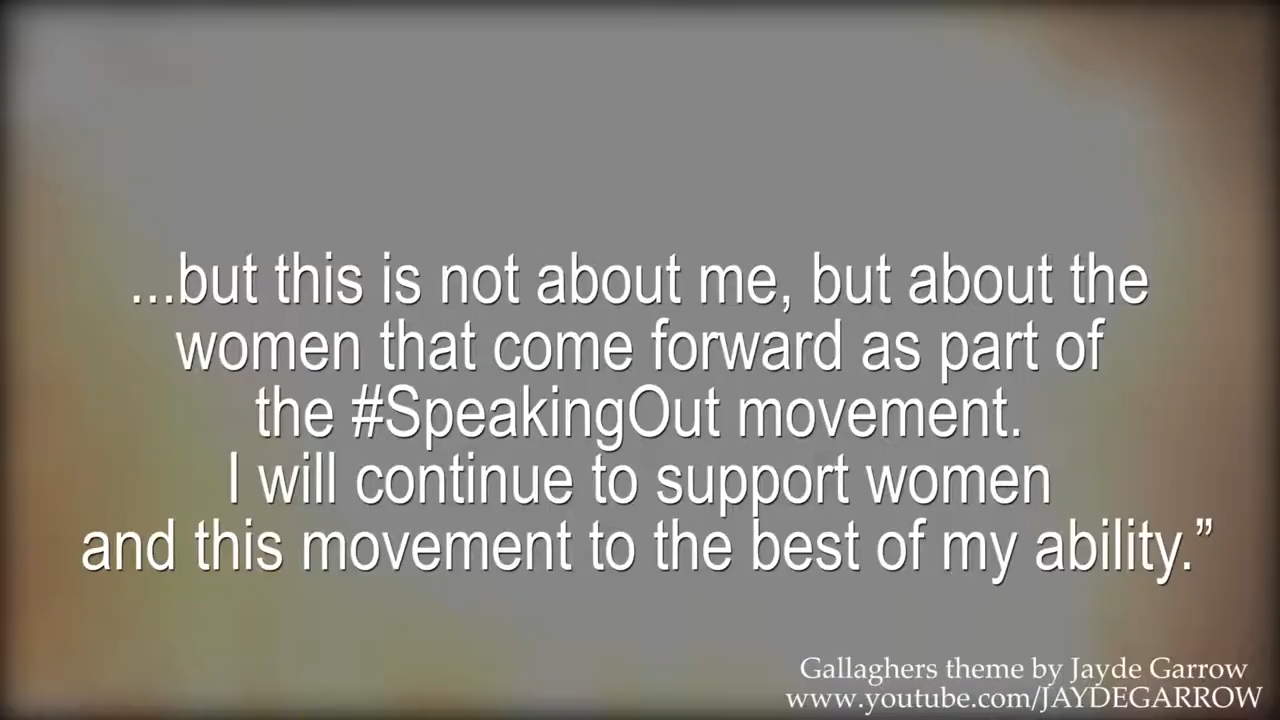 ...but this is not about me, but about the
women that come forward as part of
the #SpeakingOut movement.
I will continue to support women
and this movement to the best of my ability.”
Gallaghers theme by Jayde Garrow
www.youtube.com/JAYDEGARROW